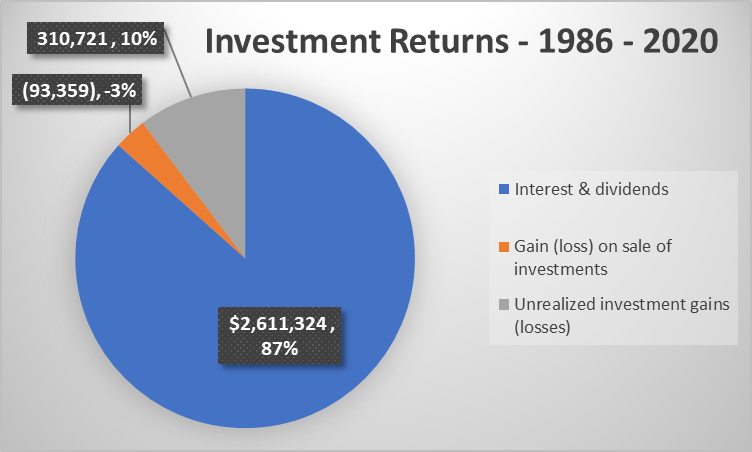 Investment Returns - 1986 - 2020
310,721 , 10%
(93,359), -3%
$2,611,324 ,
87%
Interest & dividends
Gain (loss) on sale of
investments
Unrealized investment gains
(losses)